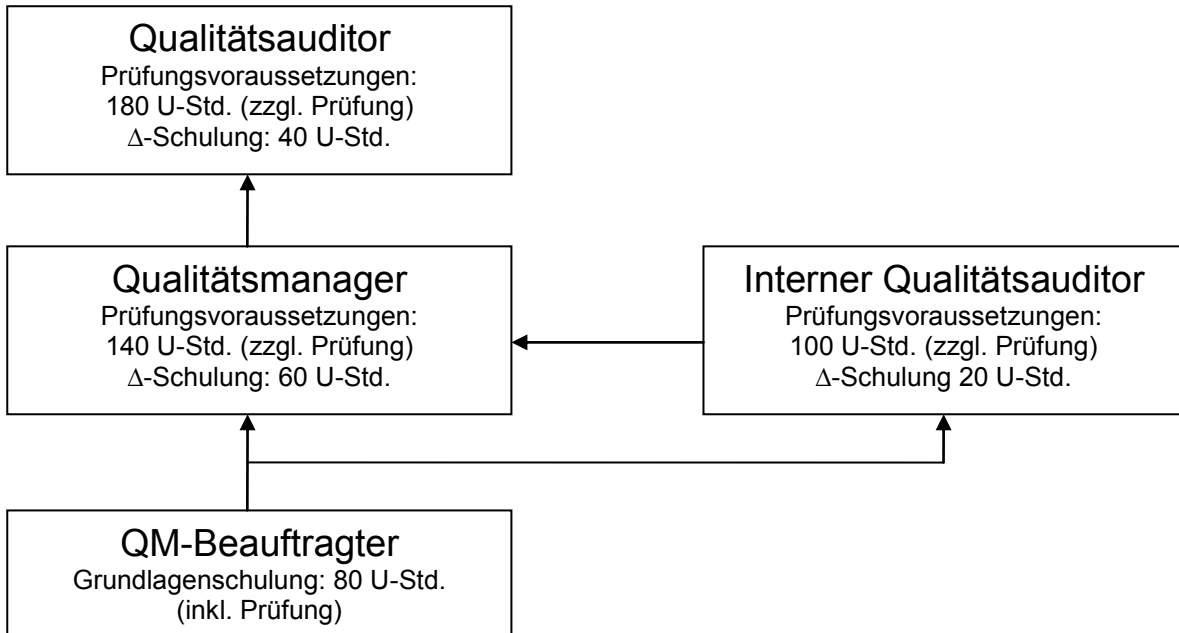 Qualitätsauditor
Prüfungsvoraussetzungen:
180 U-Std. (zzgl. Prüfung)
∆-Schulung: 40 U-Std.
Qualitätsmanager
Prüfungsvoraussetzungen:
140 U-Std. (zzgl. Prüfung)
∆-Schulung: 60 U-Std.
Interner Qualitätsauditor
Prüfungsvoraussetzungen:
100 U-Std. (zzgl. Prüfung)
∆-Schulung 20 U-Std.
QM-Beauftragter
Grundlagenschulung: 80 U-Std.
(inkl. Prüfung)